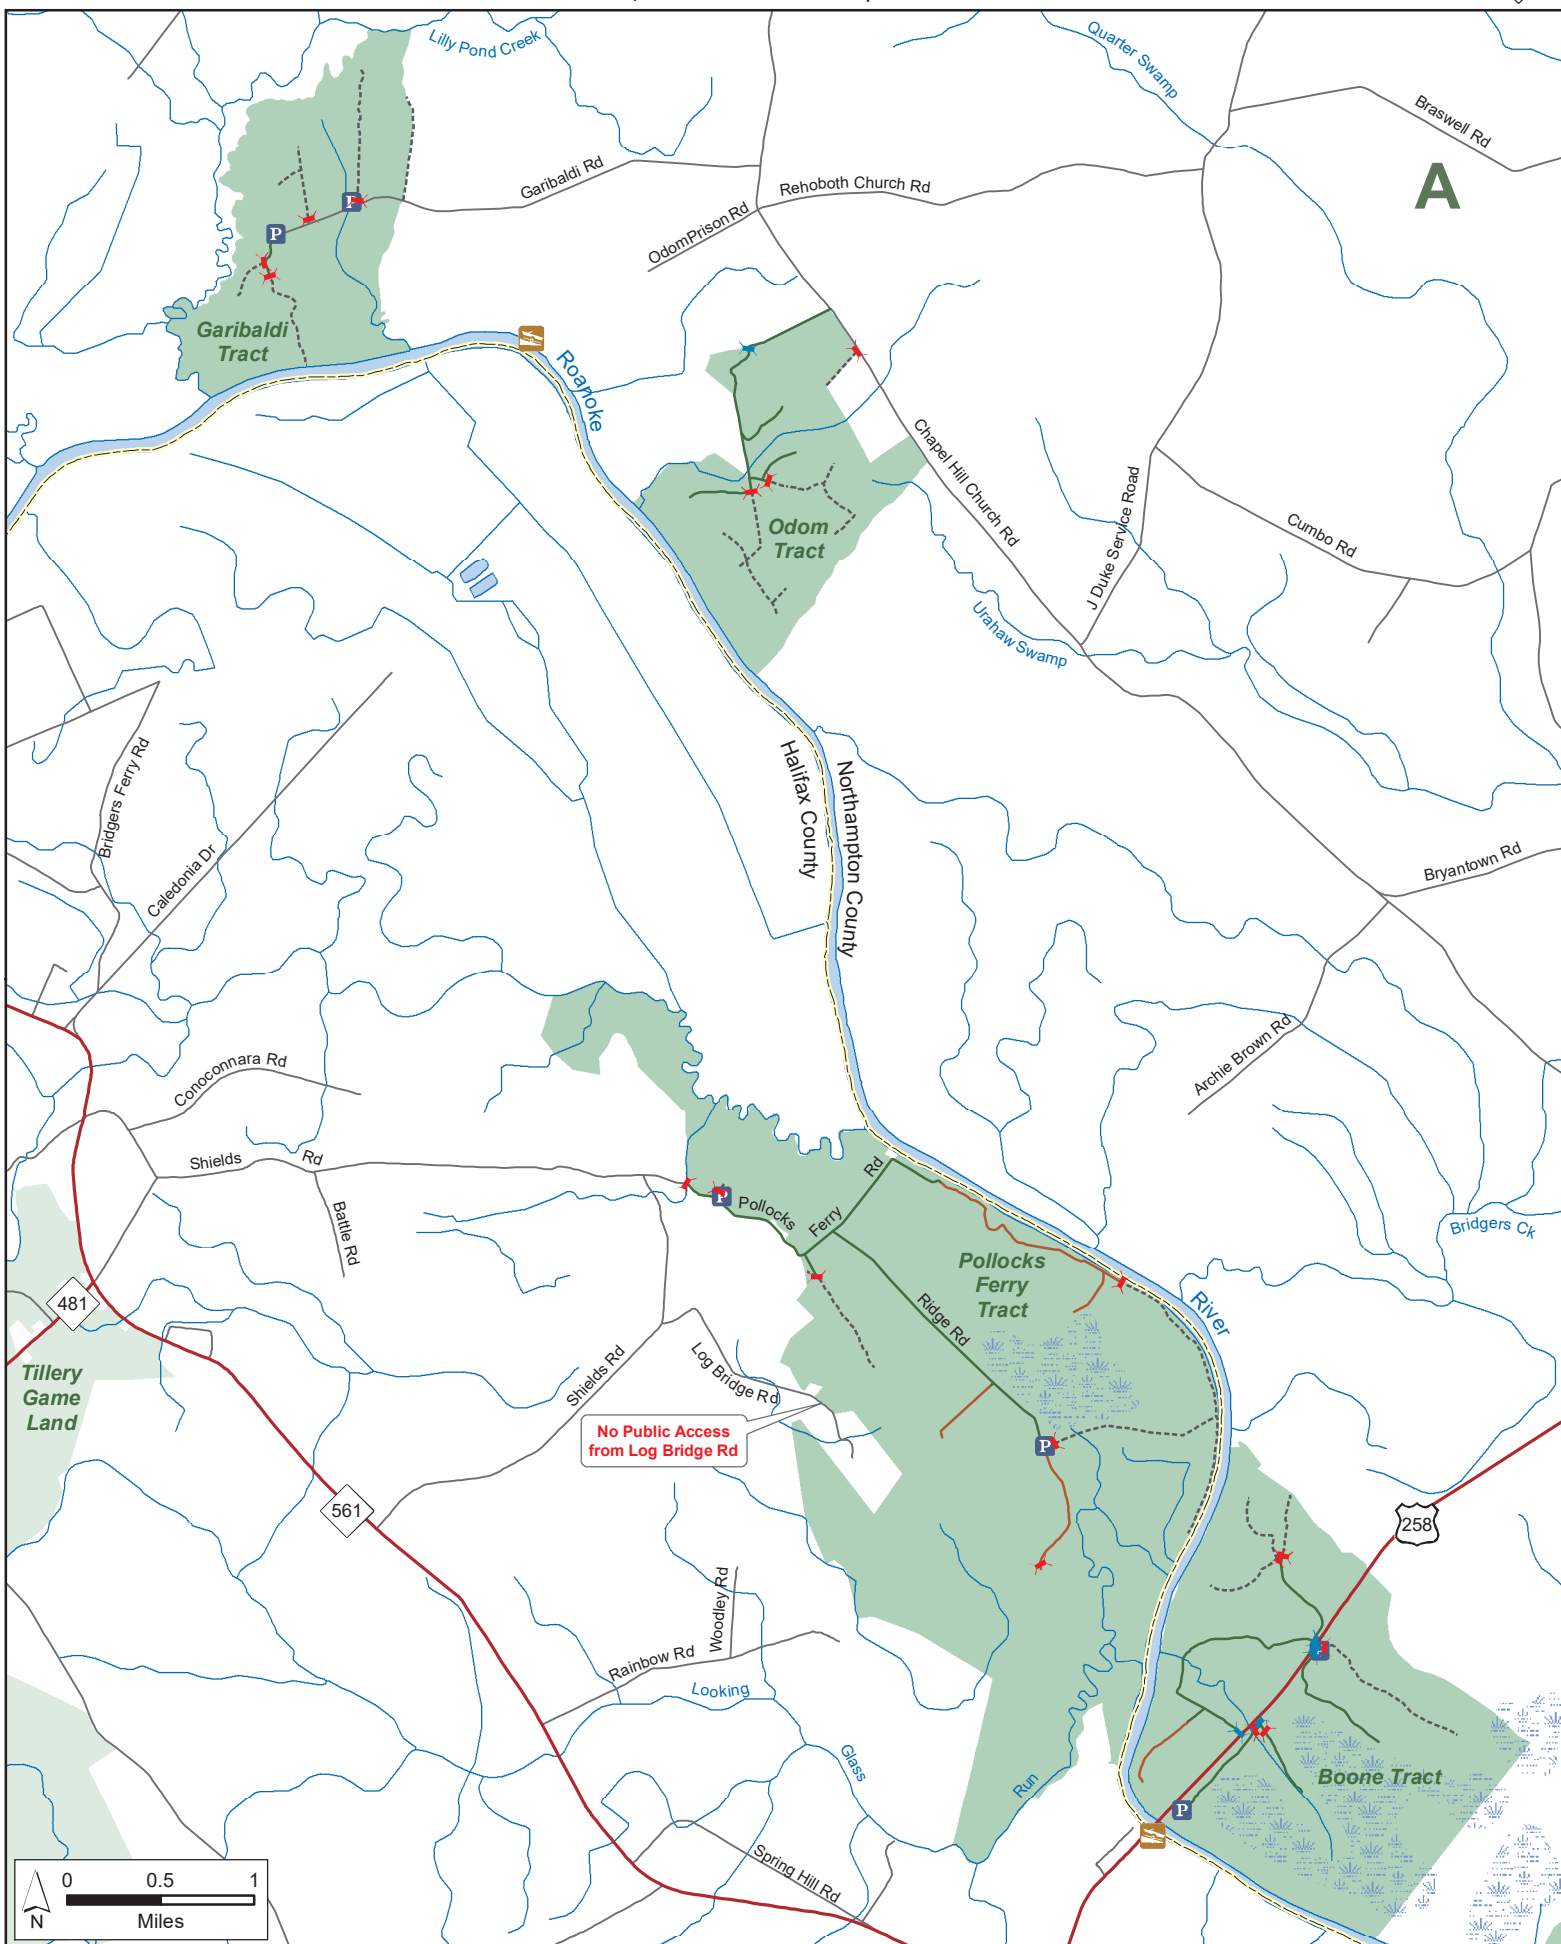 Lilly Pond Creek
Quarter Swamp
Braswell Rd
A
Garibaldi Rd
Rehoboth Church Rd
OdomPrison Rd
P
P
Garibaldi
Tract
Roanoke
Chapel Hill Church Rd
J Duke Service Road
Cumbo Rd
Odom
Tract
Urahaw Swamp
Halifax County
Northampton County
Bridgers Ferry Rd
Caledonia Dr
Bryantown Rd
Archie Brown Rd
Conoconnara Rd
Shields Rd
Battle Rd
P
Pollocks
Ferry
Rd
Bridgers Ck
Pollocks
Ferry
Tract
River
Ridge Rd
481
Tillery
Game
Land
Shields Rd
Log Bridge Rd
No Public Access
from Log Bridge Rd
P
561
258
Woodley Rd
Rainbow Rd
Looking
Glass
Run
Boone Tract
P
Spring Hill Rd
0 0.5 1
Miles
N